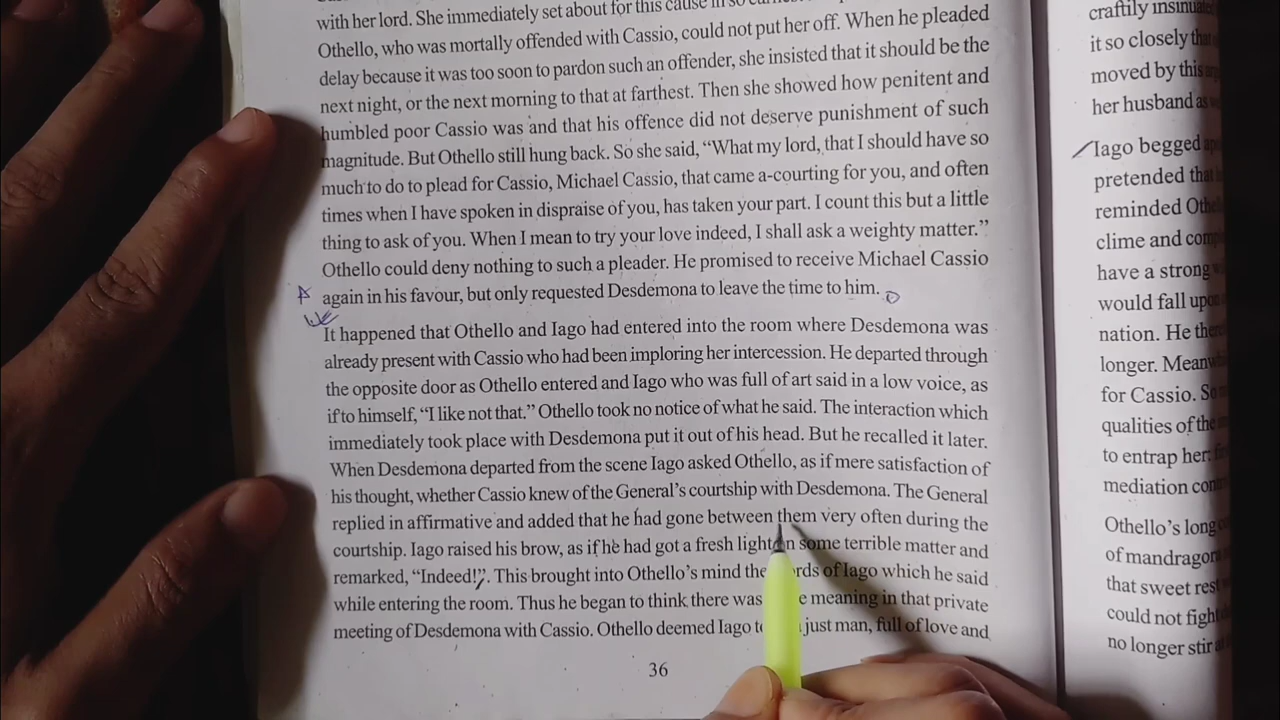 with her lord. She immediately set about for this cause in so
Othello, who was mortally offended with Cassio, could not put her off. When he pleaded
delay because it was too soon to pardon such an offender, she insisted that it should be the
next night, or the next morning to that at farthest. Then she showed how penitent and
humbled poor Cassio was and that his offence did not deserve punishment of such
magnitude. But Othello still hung back. So she said, “What my lord, that I should have so
much to do to plead for Cassio, Michael Cassio, that came a-courting for you, and often
times when I have spoken in dispraise of you, has taken your part. I count this but a little
thing to ask of you. When I mean to try your love indeed, I shall ask a weighty matter.”
Othello could deny nothing to such a pleader. He promised to receive Michael Cassio
again in his favour, but only requested Desdemona to leave the time to him.
It happened that Othello and Iago had entered into the room where Desdemona was
already present with Cassio who had been imploring her intercession. He departed through
the opposite door as Othello entered and Iago who was full of art said in a low voice, as
if to himself, “I like not that.” Othello took no notice of what he said. The interaction which
immediately took place with Desdemona put it out of his head. But he recalled it later.
When Desdemona departed from the scene Iago asked Othello, as if mere satisfaction of
his thought, whether Cassio knew of the General’s courtship with Desdemona. The General
replied in affirmative and added that he had gone between them very often during the
courtship. Iago raised his brow, as if he had got a fresh light on some terrible matter and
remarked, “Indeed!”. This brought into Othello’s mind the words of Iago which he said
while entering the room. Thus he began to think there was meaning in that private
meeting of Desdemona with Cassio. Othello deemed Iago just man, full of love and
36
craftily
it so closely
moved by this
her husband
Iago begged
pretended that
reminded
clime and
have a strong
would fall upon
nation. He
longer.
for Cassio.
qualities of the
to entrap her:
mediation
Othello’s long
of
that sweet rest
could not fight
no longer stir